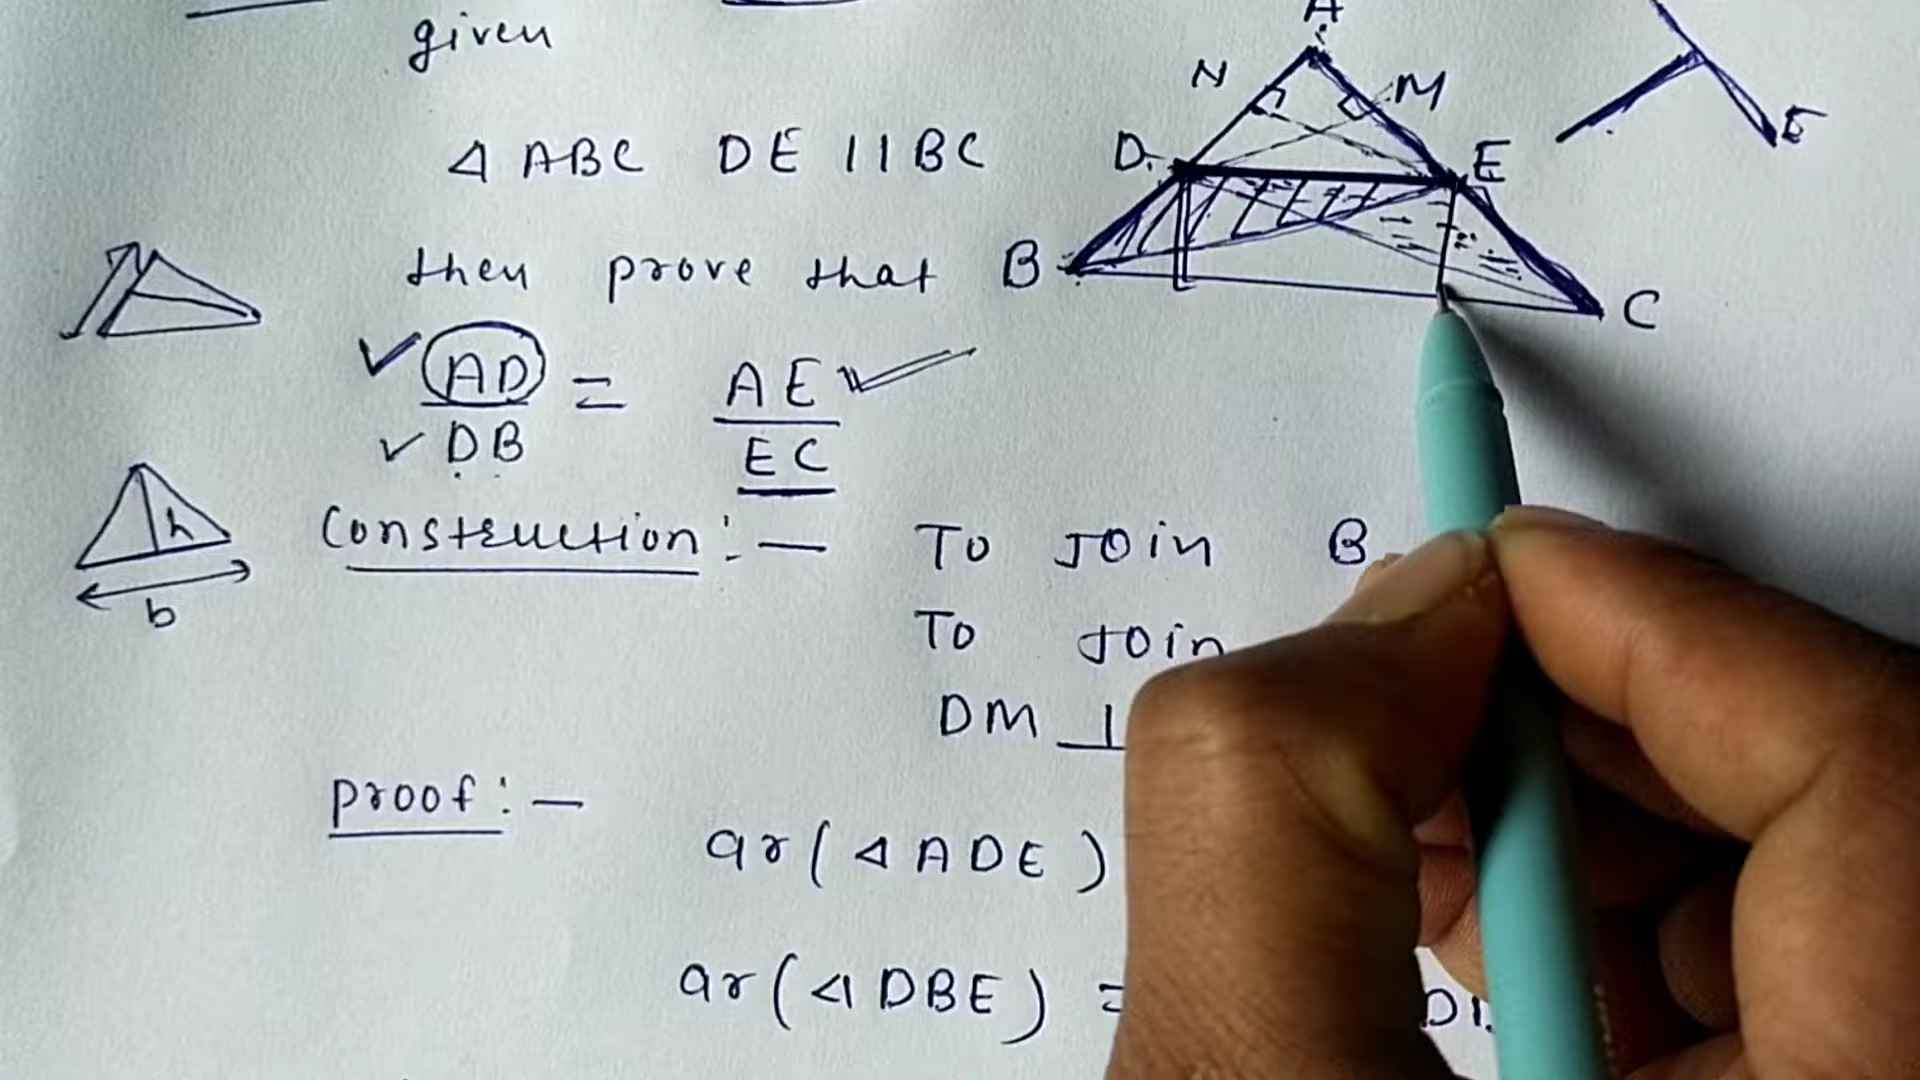 given
A
N
M
E
Δ ABC DE || BC
D
E
then prove that
B
C
AD = AE
DB EC
h
b
Construction :- To Join B
To Join
DM ⊥
proof :-
ar(Δ ADE)
ar(Δ DBE) =